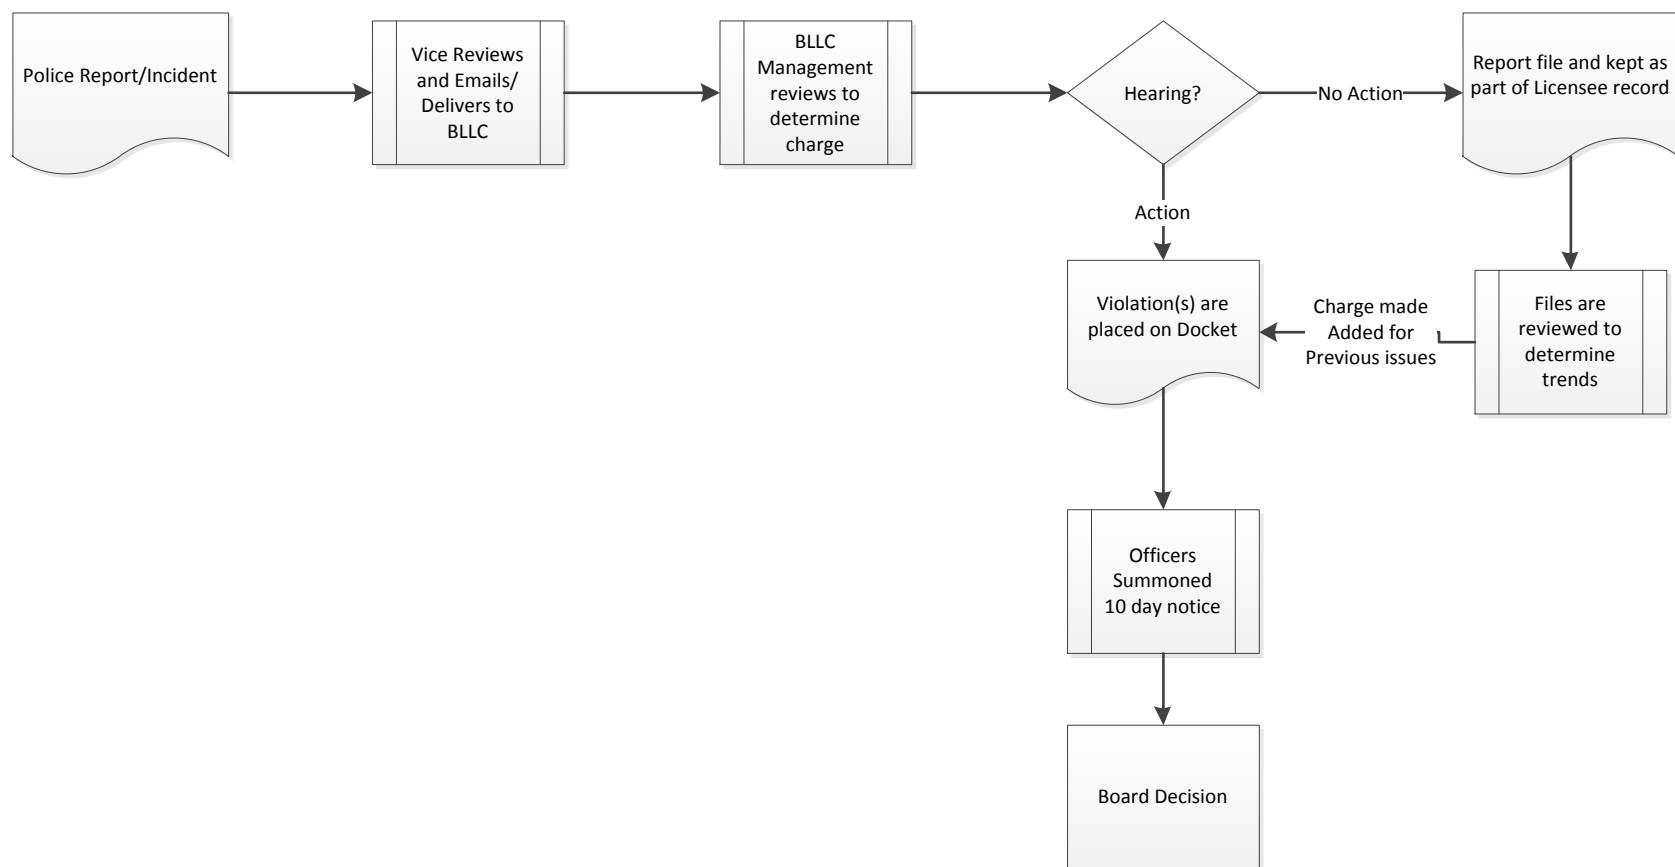 Police Report/Incident
Vice Reviews
and Emails/
Delivers to
BLLC
BLLC
Management
reviews to
determine
charge
Hearing?
No Action
Report file and kept as
part of Licensee record
Action
Violation(s) are
placed on Docket
Charge made
Added for
Previous issues
Files are
reviewed to
determine
trends
Officers
Summoned
10 day notice
Board Decision